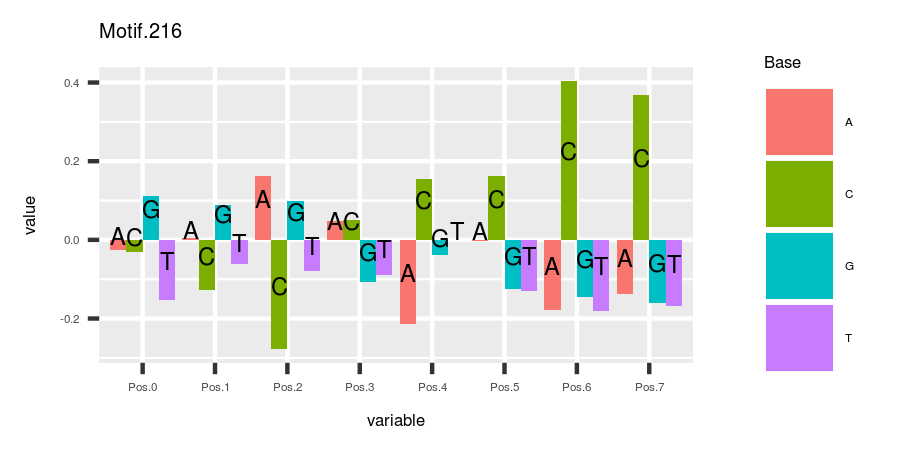 Motif.216
Base
0.4
0.2
0.0
-0.2
value
A C G T A C G T A C G T A C G T A C G T A C G T A C G T A C G T
Pos.0 Pos.1 Pos.2 Pos.3 Pos.4 Pos.5 Pos.6 Pos.7
variable
A
C
G
T